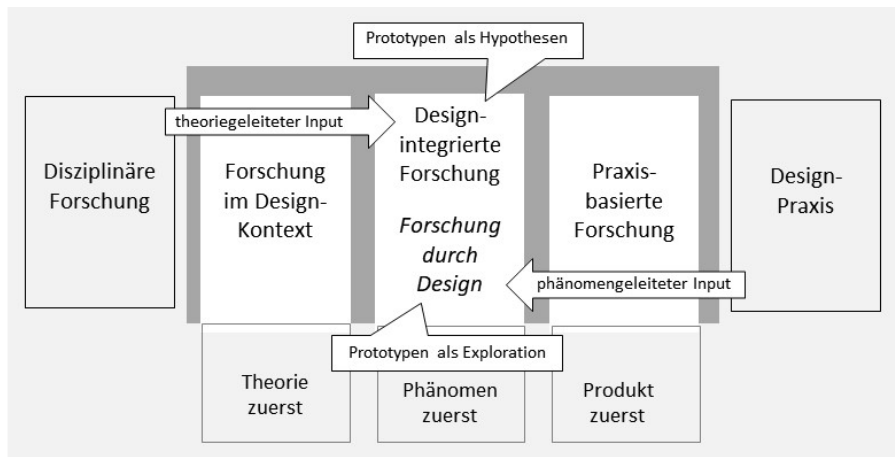 Prototypen als Hypothesen
theoriegeleiteter Input
Disziplinäre
Forschung
Forschung
im Design-
Kontext
Design-
integrierte
Forschung
Forschung
durch
Design
Praxis-
basierte
Forschung
Design-
Praxis
phänomengeleiteter Input
Prototypen als Exploration
Theorie
zuerst
Phänomen
zuerst
Produkt
zuerst